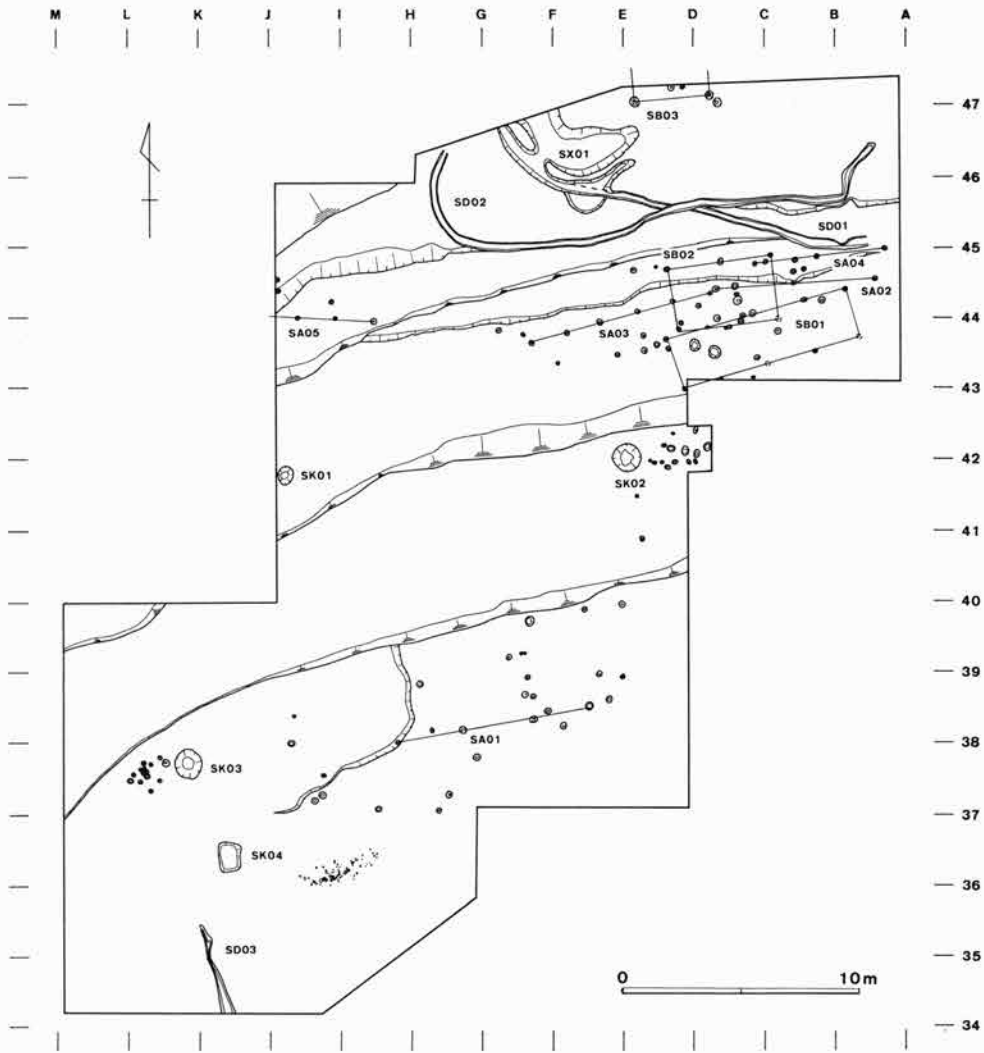 M L K J I H G F E D C B A
47
SB03
SX01
46
SD02
SD01
45
SB02
SA04
SA02
SA05
SA03
SB01
44
43
42
SK01
SK02
41
40
39
SA01
38
SK03
37
SK04
36
SD03
35
0 10m
34